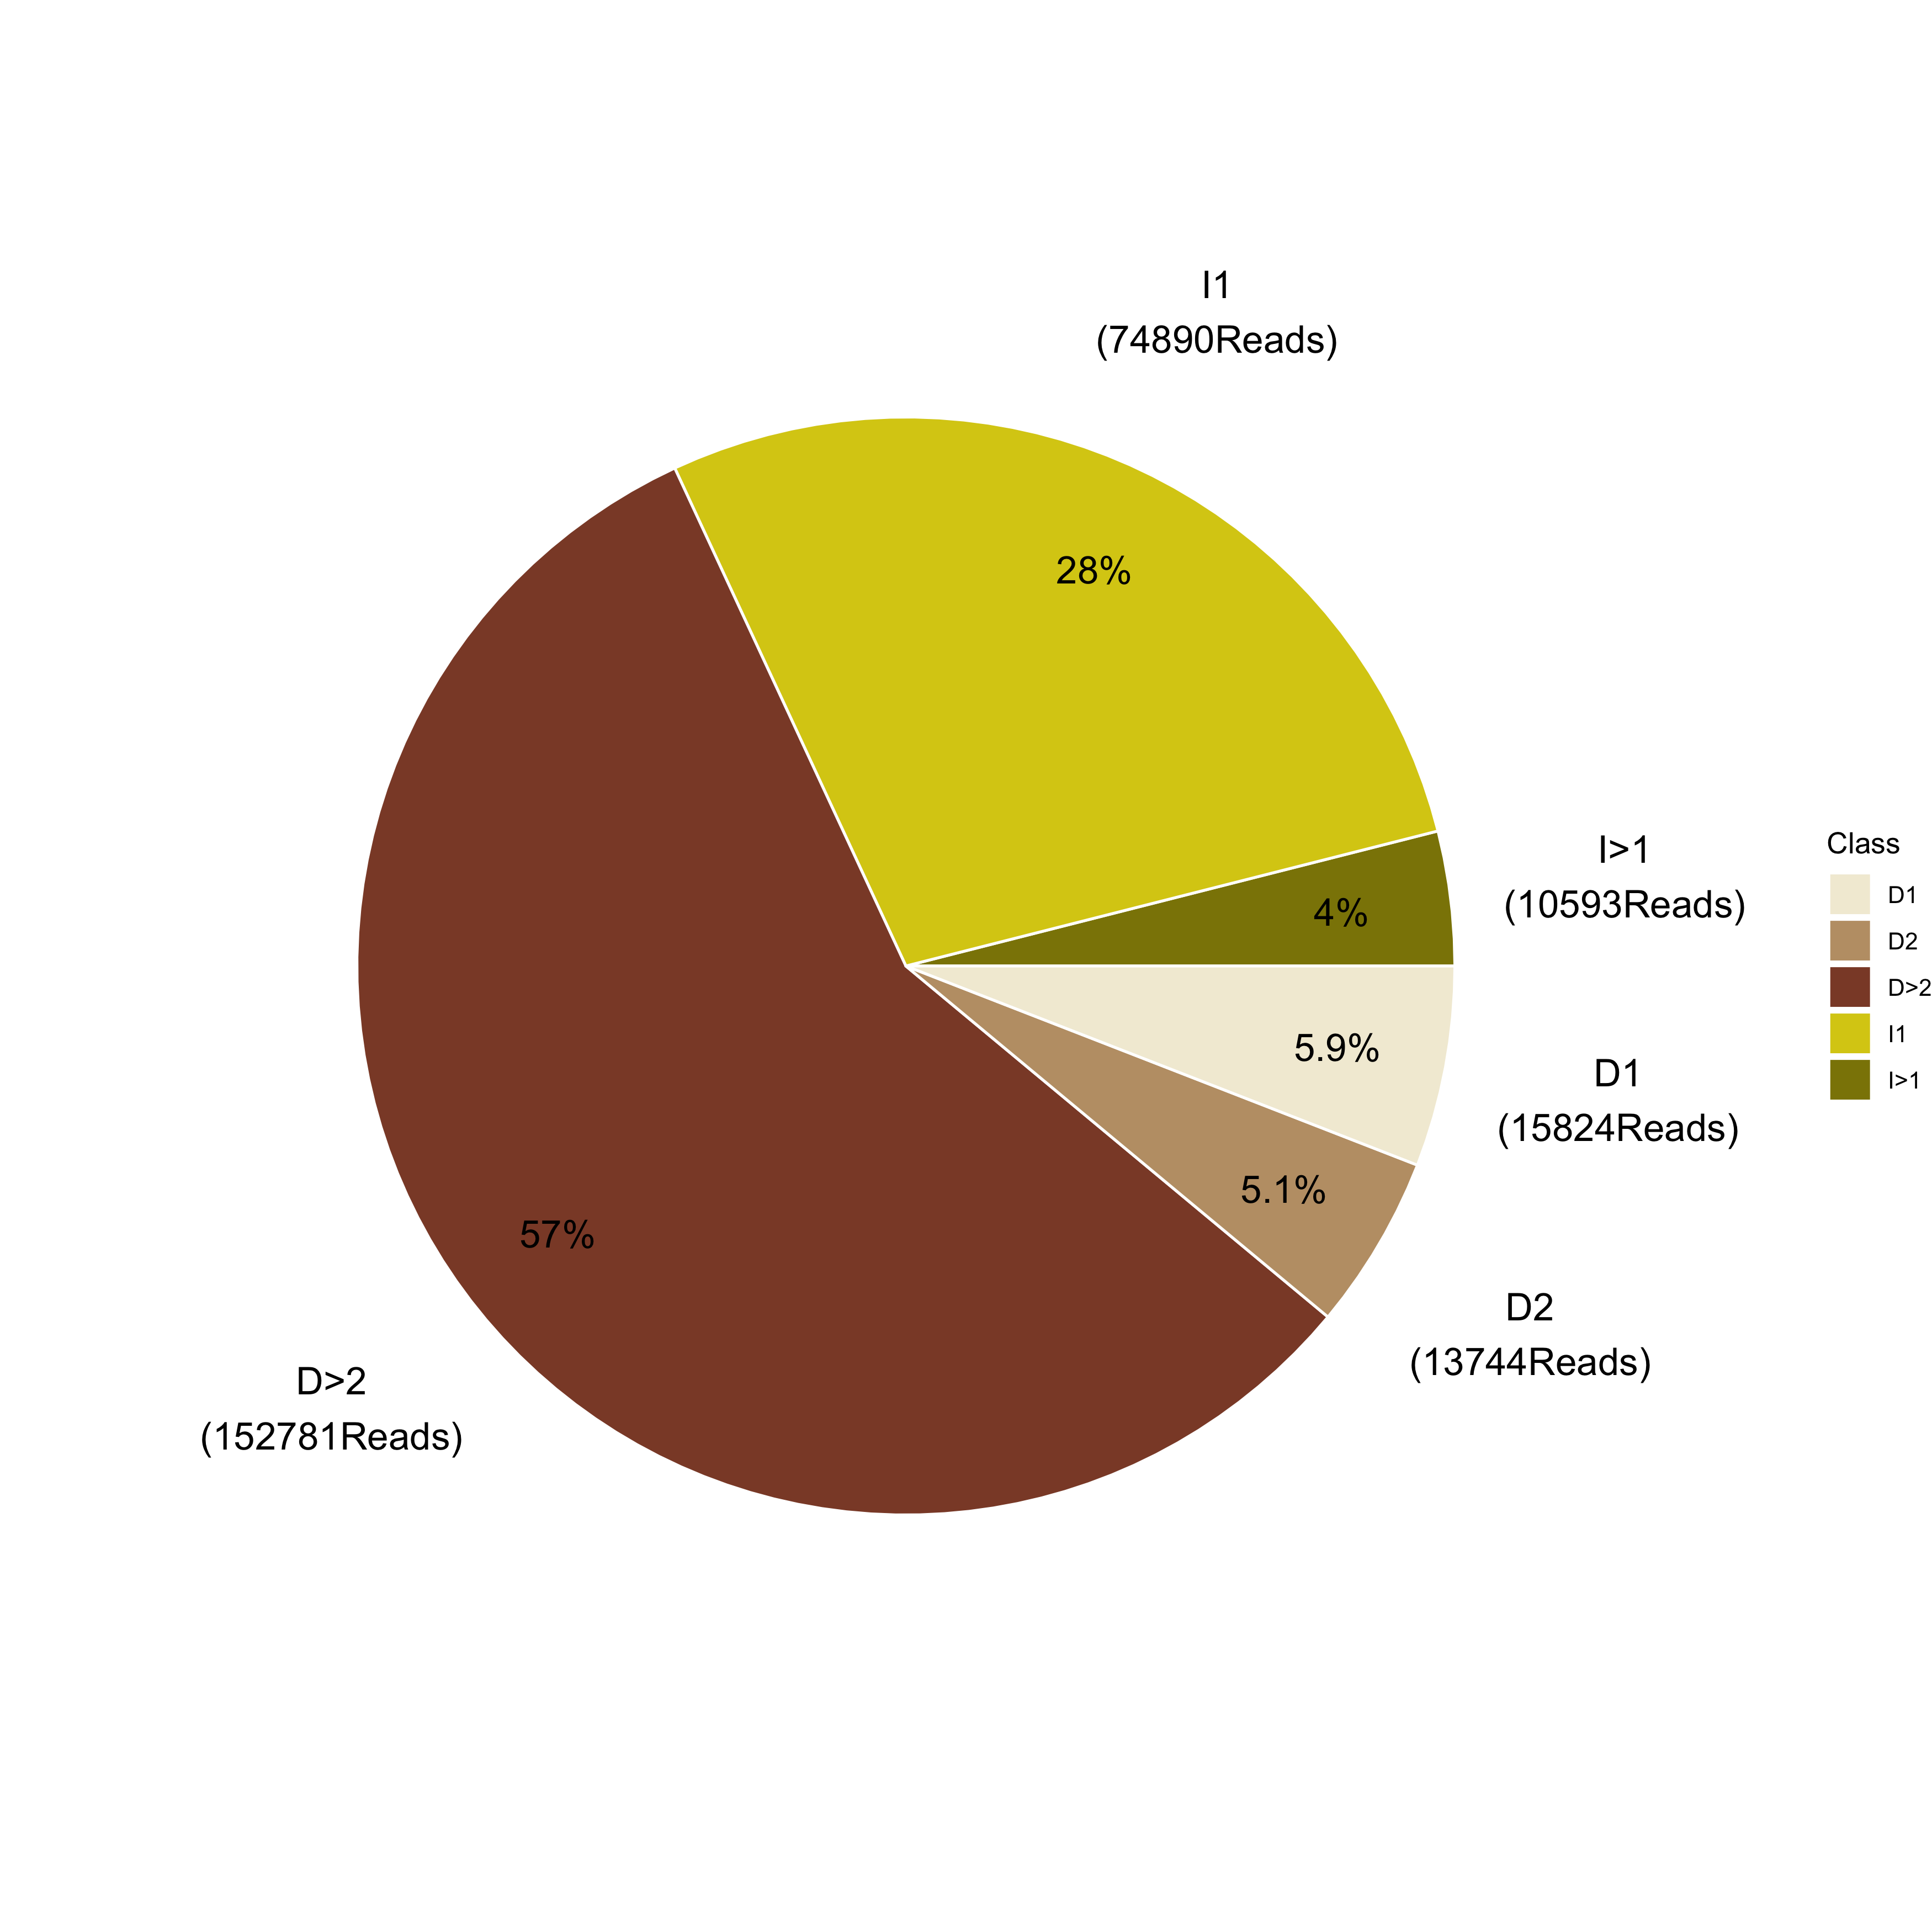 I1
(74890Reads)
28%
I>1
(10593Reads)
4%
5.9%
D1
(15824Reads)
5.1%
D2
(13744Reads)
57%
D>2
(152781Reads)
Class
D1
D2
D>2
I1
I>1